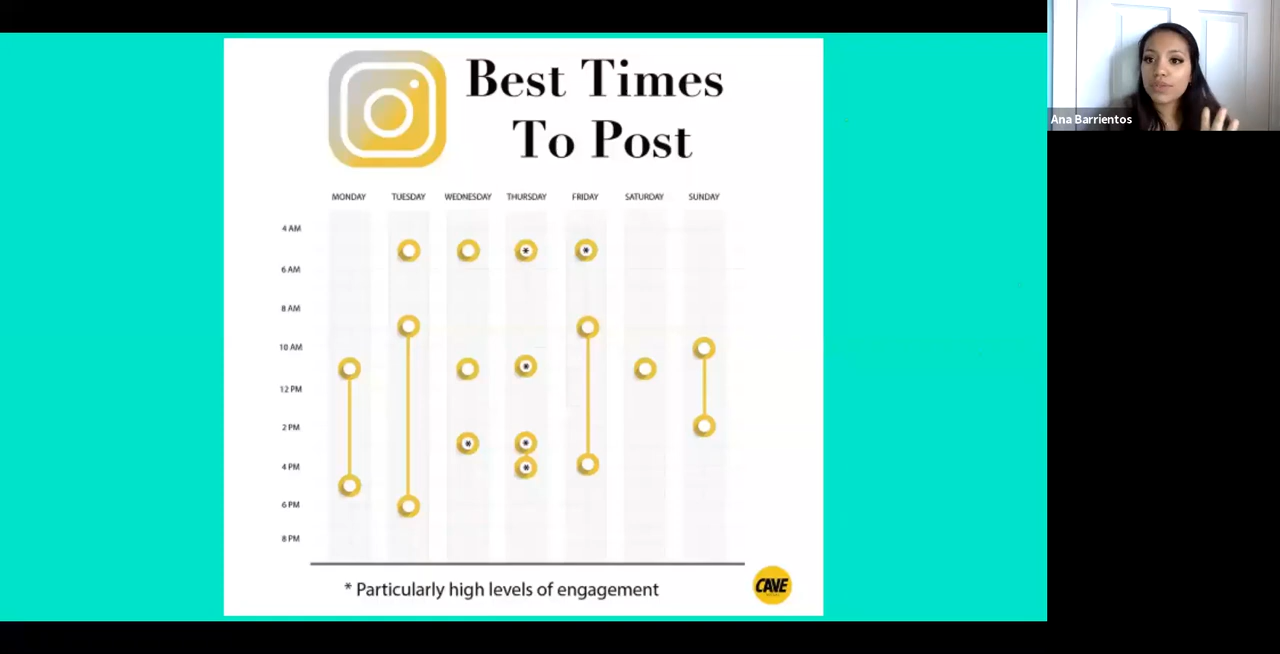 Best Times
To Post
Ana Barrientos
MONDAY TUESDAY WEDNESDAY THURSDAY FRIDAY SATURDAY SUNDAY
4 AM
* *
6 AM
8 AM
10 AM
*
12 PM
2 PM
* *
4 PM
*
6 PM
8 PM
* Particularly high levels of engagement
CAVE